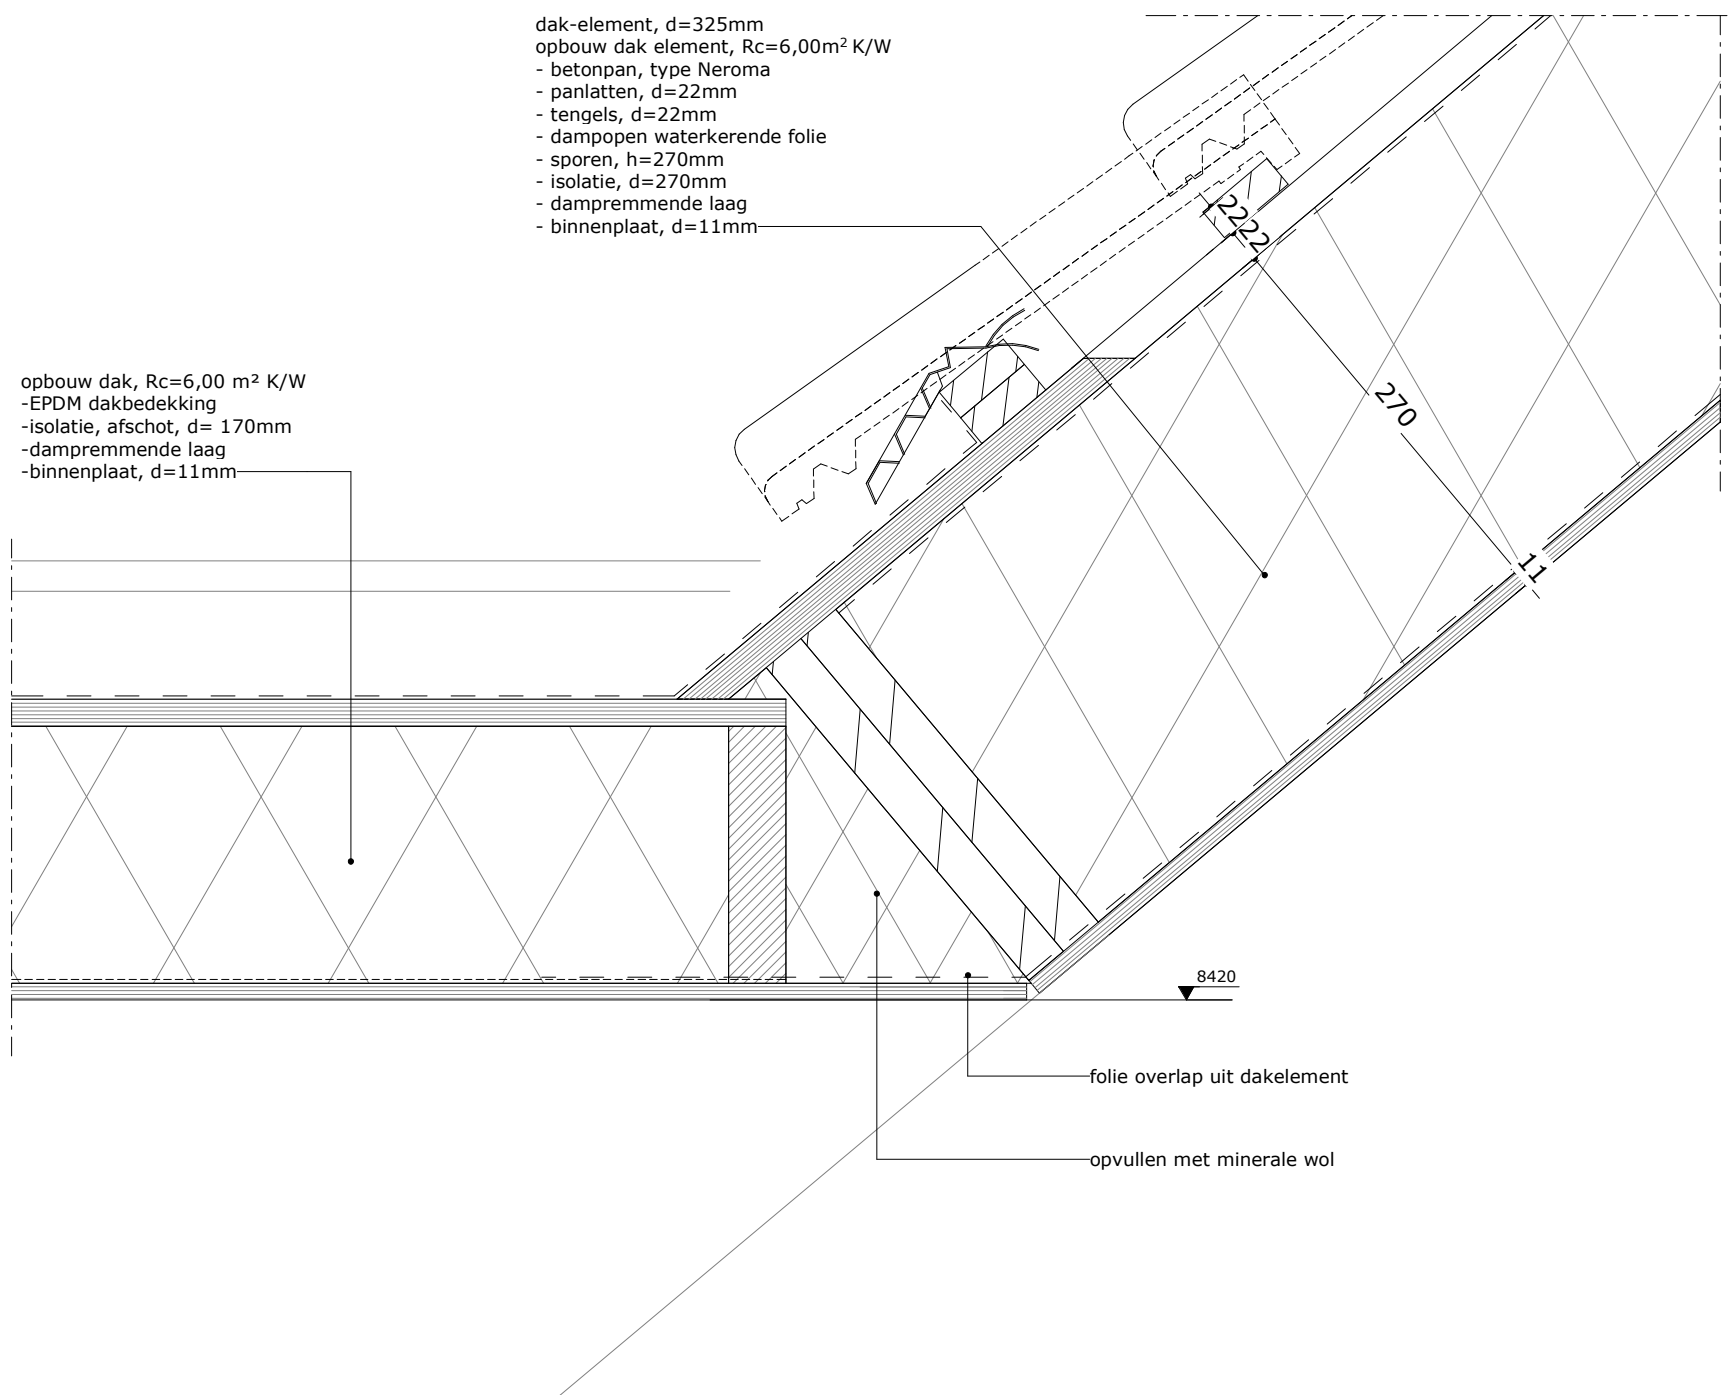 dak-element, d=325mm
opbouw dak element, Rc=6,00m² K/W
- betonpan, type Neroma
- panlatten, d=22mm
- tengels, d=22mm
- dampopen waterkerende folie
- sporen, h=270mm
- isolatie, d=270mm
- dampremmende laag
- binnenplaat, d=11mm
22
22
270
opbouw dak, Rc=6,00 m² K/W
-EPDM dakbedekking
-isolatie, afschot, d= 170mm
-dampremmende laag
-binnenplaat, d=11mm
11
8420
folie overlap uit dakelement
opvullen met minerale wol